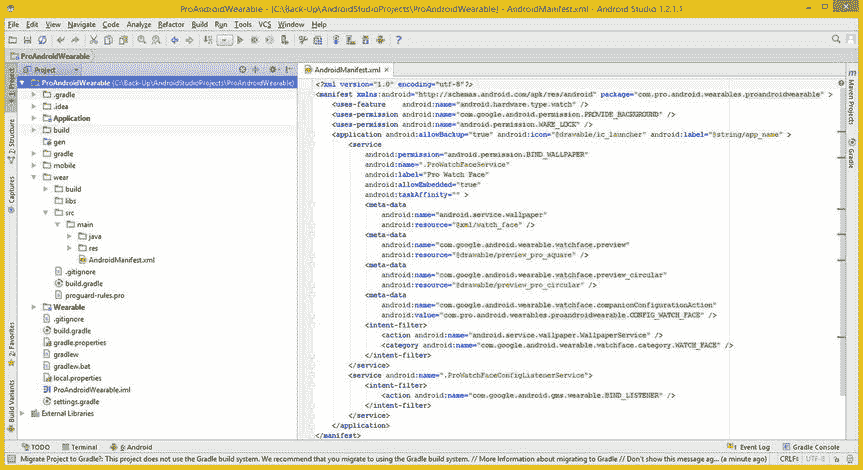 ProAndroidWearable - [C:\Back-Up\AndroidStudioProjects\ProAndroidWearable] - AndroidManifest.xml - Android Studio 1.2.1.1
File Edit View Navigate Code Analyze Refactor Build Run Tools VCS Window Help
ProAndroidWearable
Project
AndroidManifest.xml
1: Project
2: Structure
Captures
2: Favorites
Build Variants
ProAndroidWearable (C:\Back-Up\AndroidStudioProjects\ProAndroidWearable)
.gradle
.idea
Application
build
gen
gradle
mobile
wear
build
libs
src
main
java
res
AndroidManifest.xml
.gitignore
build.gradle
proguard-rules.pro
Wearable
.gitignore
build.gradle
gradle.properties
gradlew
gradlew.bat
local.properties
ProAndroidWearable.iml
settings.gradle
External Libraries
<?xml version="1.0" encoding="utf-8"?>
<manifest xmlns:android="http://schemas.android.com/apk/res/android" package="com.pro.android.wearables.proandroidwearable" >
<uses-feature android:name="android.hardware.type.watch" />
<uses-permission android:name="com.google.android.permission.PROVIDE_BACKGROUND" />
<uses-permission android:name="android.permission.WAKE_LOCK" />
<application android:allowBackup="true" android:icon="@drawable/ic_launcher" android:label="@string/app_name" >
<service
android:permission="android.permission.BIND_WALLPAPER"
android:name=".ProWatchFaceService"
android:label="Pro Watch Face"
android:allowEmbedded="true"
android:taskAffinity="" >
<meta-data
android:name="android.service.wallpaper"
android:resource="@xml/watch_face" />
<meta-data
android:name="com.google.android.wearable.watchface.preview"
android:resource="@drawable/preview_pro_square" />
<meta-data
android:name="com.google.android.wearable.watchface.preview_circular"
android:resource="@drawable/preview_pro_circular" />
<meta-data
android:name="com.google.android.wearable.watchface.companionConfigurationAction"
android:value="com.pro.android.wearables.proandroidwearable.CONFIG_WATCH_FACE" />
<intent-filter>
<action android:name="android.service.wallpaper.WallpaperService" />
<category android:name="com.google.android.wearable.watchface.category.WATCH_FACE" />
</intent-filter>
</service>
<service android:name=".ProWatchFaceConfigListenerService">
<intent-filter>
<action android:name="com.google.android.gms.wearable.BIND_LISTENER" />
</intent-filter>
</service>
</application>
</manifest>
m
Maven Projects
Gradle
TODO Terminal 6: Android Event Log Gradle Console
Migrate Project to Gradle?: This project does not use the Gradle build system. We recommend that you migrate to using the Gradle build system. // More Information about migrating to Gradle // Don't show this message ag... (a minute ago) CRLF UTF-8